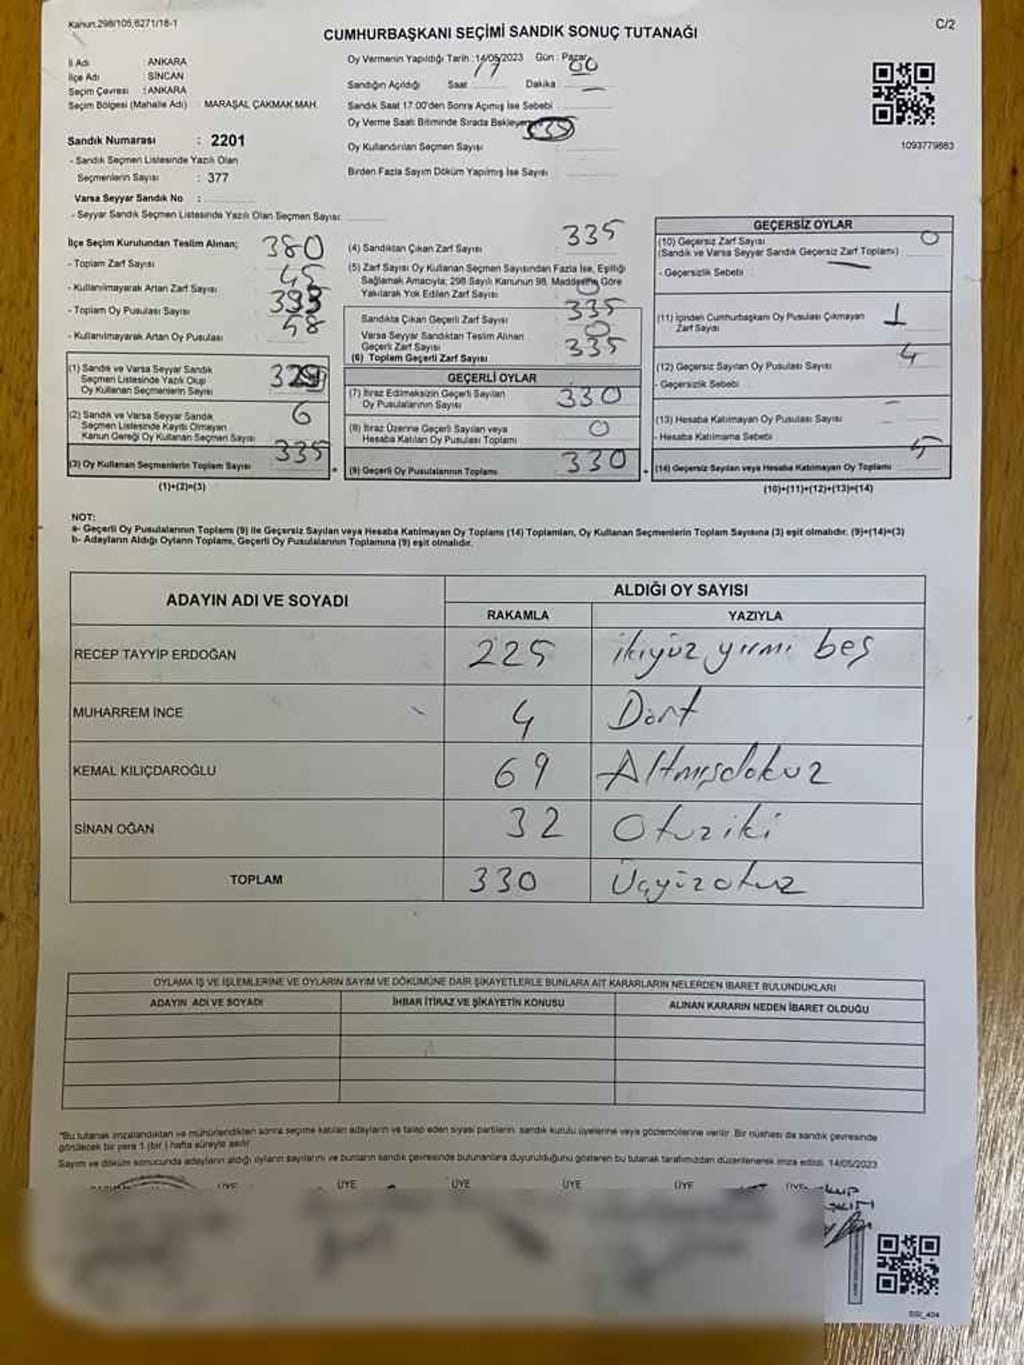 Kanun.298/105,6271/18-1
C/2
CUMHURBAŞKANI SEÇİMİ SANDIK SONUÇ TUTANAĞI
İl Adı : ANKARA
İlçe Adı : SİNCAN
Seçim Çevresi : ANKARA
Seçim Bölgesi (Mahalle Adı) : MARAŞAL ÇAKMAK MAH.
Sandık Numarası : 2201
- Sandık Seçmen Listesinde Yazılı Olan
Seçmenlerin Sayısı : 377
Varsa Seyyar Sandık No :
- Seyyar Sandık Seçmen Listesinde Yazılı Olan Seçmen Sayısı
Oy Vermenin Yapıldığı Tarih : 14/05/2023 Gün : Pazar
Sandığın Açıldığı Saat 17 Dakika 00
Sandık Saat 17.00'den Sonra Açmış İse Sebebi
Oy Verme Saati Bitiminde Sırada Bekleyen
Oy Kullandırılan Seçmen Sayısı
Birden Fazla Sayım Döküm Yapılmış İse Sayısı
1093779883
İlçe Seçim Kurulundan Teslim Alınan;
- Toplam Zarf Sayısı 380
- Kullanılmayarak Artan Zarf Sayısı 45
- Toplam Oy Pusulası Sayısı
- Kullanılmayarak Artan Oy Pusulası
(1) Sandık ve Varsa Seyyar Sandık
Seçmen Listesinde Yazılı Olup
Oy Kullanan Seçmenlerin Sayısı 329
(2) Sandık ve Varsa Seyyar Sandık
Seçmen Listesinde Kaydı Olmayan
Kanun Gereği Oy Kullanan Seçmen Sayısı 6
(3) Oy Kullanan Seçmenlerin Toplam Sayısı 335
(1)+(2)=(3)
(4) Sandıktan Çıkan Zarf Sayısı 335
(5) Zarf Sayısı Oy Kullanan Seçmen Sayısından Fazla İse, Eşitliği
Sağlamak Amacıyla; 298 Sayılı Kanunun 98. Maddesine Göre
Yakılarak Yok Edilen Zarf Sayısı 0
Sandıkta Çıkan Geçerli Zarf Sayısı 335
Varsa Seyyar Sandıktan Teslim Alınan
Geçerli Zarf Sayısı 0
(6) Toplam Geçerli Zarf Sayısı 335
GEÇERLİ OYLAR
(7) İtiraz Edilmeksizin Geçerli Sayılan
Oy Pusulalarının Sayısı 330
(8) İtiraz Üzerine Geçerli Sayılan veya
Hesaba Katılan Oy Pusulası Toplamı 0
(9) Geçerli Oy Pusulalarının Toplamı 330
GEÇERSİZ OYLAR
(10) Geçersiz Zarf Sayısı 0
(Sandık ve Varsa Seyyar Sandık Geçersiz Zarf Toplamı)
- Geçersizlik Sebebi
(11) İçinden Cumhurbaşkanı Oy Pusulası Çıkmayan
Zarf Sayısı 1
(12) Geçersiz Sayılan Oy Pusulası Sayısı 4
- Geçersizlik Sebebi
(13) Hesaba Katılmayan Oy Pusulası Sayısı -
- Hesaba Katılmama Sebebi
(14) Geçersiz Sayılan veya Hesaba Katılmayan Oy Toplamı 5
(10)+(11)+(12)+(13)=(14)
NOT:
a- Geçerli Oy Pusulalarının Toplamı (9) ile Geçersiz Sayılan veya Hesaba Katılmayan Oy Toplamı (14) Toplamları, Oy Kullanan Seçmenlerin Toplam Sayısına (3) eşit olmalıdır. (9)+(14)=(3)
b- Adayların Aldığı Oyların Toplamı, Geçerli Oy Pusulalarının Toplamına (9) eşit olmalıdır.
ADAYIN ADI VE SOYADI
ALDIĞI OY SAYISI
RAKAMLA YAZIYLA
RECEP TAYYİP ERDOĞAN 225 ikiyüz yirmi beş
MUHARREM İNCE 4 Dört
KEMAL KILIÇDAROĞLU 69 Altmışdokuz
SİNAN OĞAN 32 Otuziki
TOPLAM 330 Üçyüzotuz
OYLAMA İŞ VE İŞLEMLERİNE VE OYLARIN SAYIM VE DÖKÜMÜNE DAİR ŞİKAYETLERLE BUNLARA AİT KARARLARIN NELERDEN İBARET BULUNDUKLARI
ADAYIN ADI VE SOYADI
İHBAR İTİRAZ VE ŞİKAYETİN KONUSU
ALINAN KARARIN NEDEN İBARET OLDUĞU
*Bu tutanak imzalandıktan ve mühürlendikten sonra seçime katılan adayların ve talep eden siyasi partilerin, sandık kurulu üyelerine veya gözlemcilerine verilir. Bir nüshası da sandık çevresinde
görülecek bir yere 1 (bir) hafta süreyle asılır.
Sayım ve döküm sonucunda adayların aldığı oyların sayılarını ve bunların sandık çevresinde bulunanlara duyurulduğunu gösteren bu tutanak tarafımızdan düzenlenerek imza edildi. 14/05/2023
ÜYE ÜYE ÜYE ÜYE ÜYE ÜYE